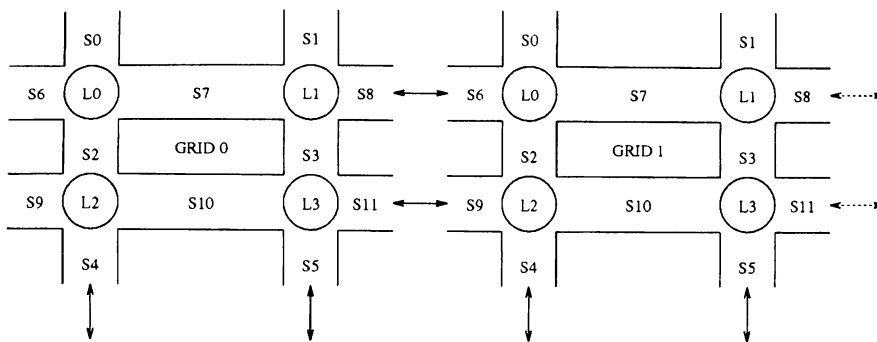 S0 S1 S0 S1
S6 L0 S7 L1 S8 S6 L0 S7 L1 S8
S2 GRID 0 S3 S2 GRID 1 S3
S9 L2 S10 L3 S11 S9 L2 S10 L3 S11
S4 S5 S4 S5